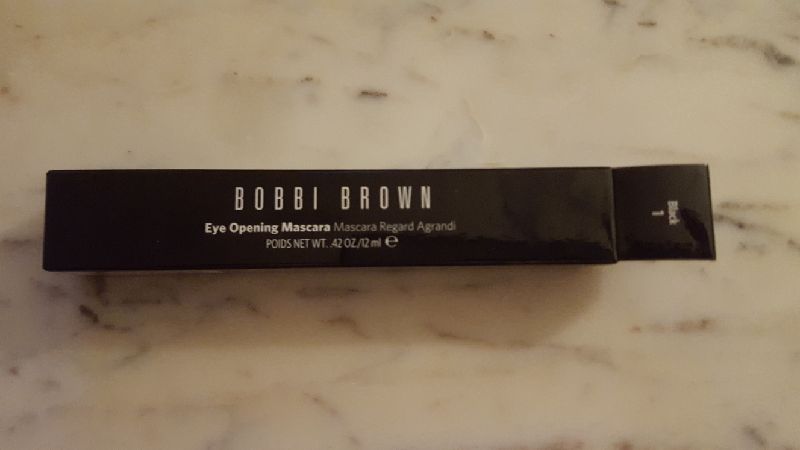 BOBBI BROWN
Eye Opening Mascara Mascara Regard Agrandi
POIDS NET WT. .42 OZ./12 ml ℮
Black
1